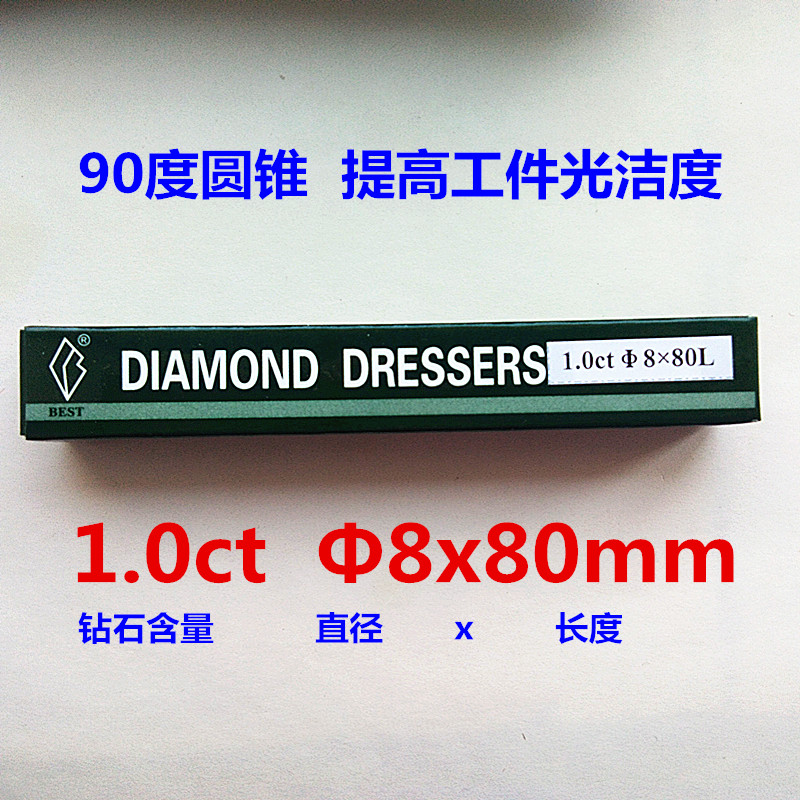 90度圆锥 提高工件光洁度
®
BEST
DIAMOND DRESSERS
1.0ct Φ 8×80L
1.0ct Φ8x80mm
钻石含量 直径 x 长度